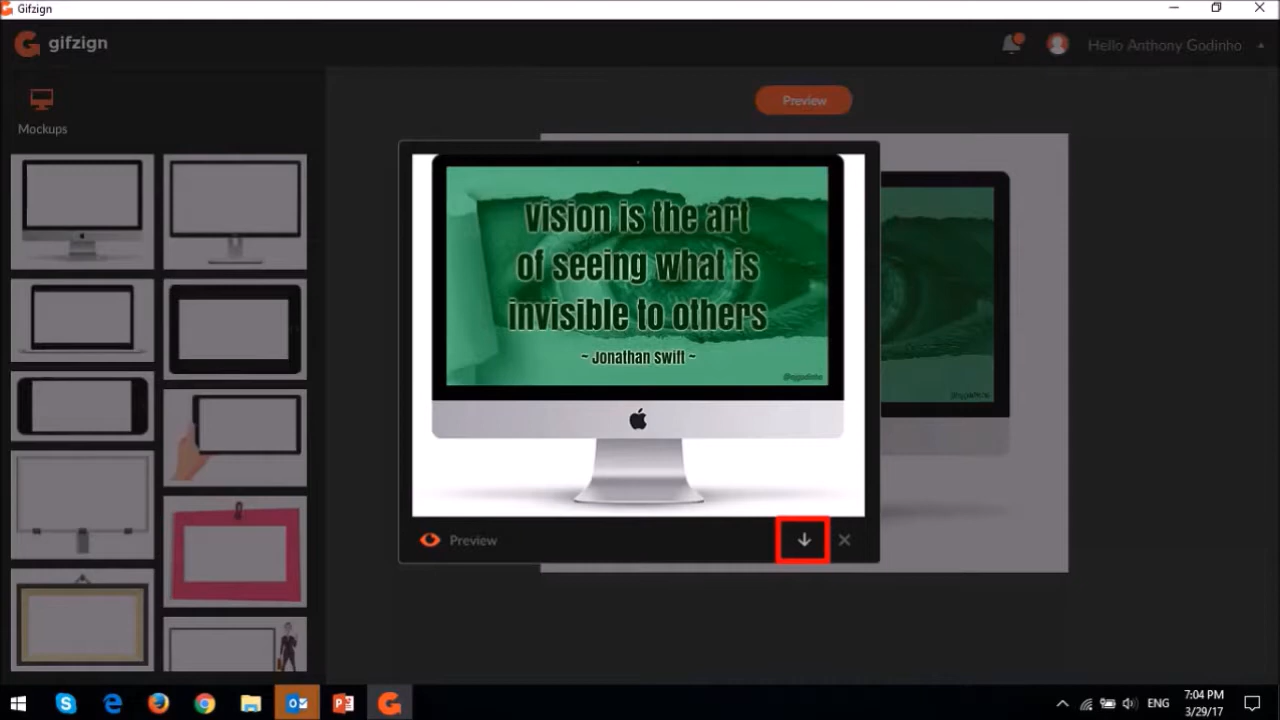 Gifzign
gifzign
Hello Anthony Godinho
Mockups
Preview
Vision is the art
of seeing what is
invisible to others
~ Jonathan Swift ~
Preview
ENG
7:04 PM
3/29/17